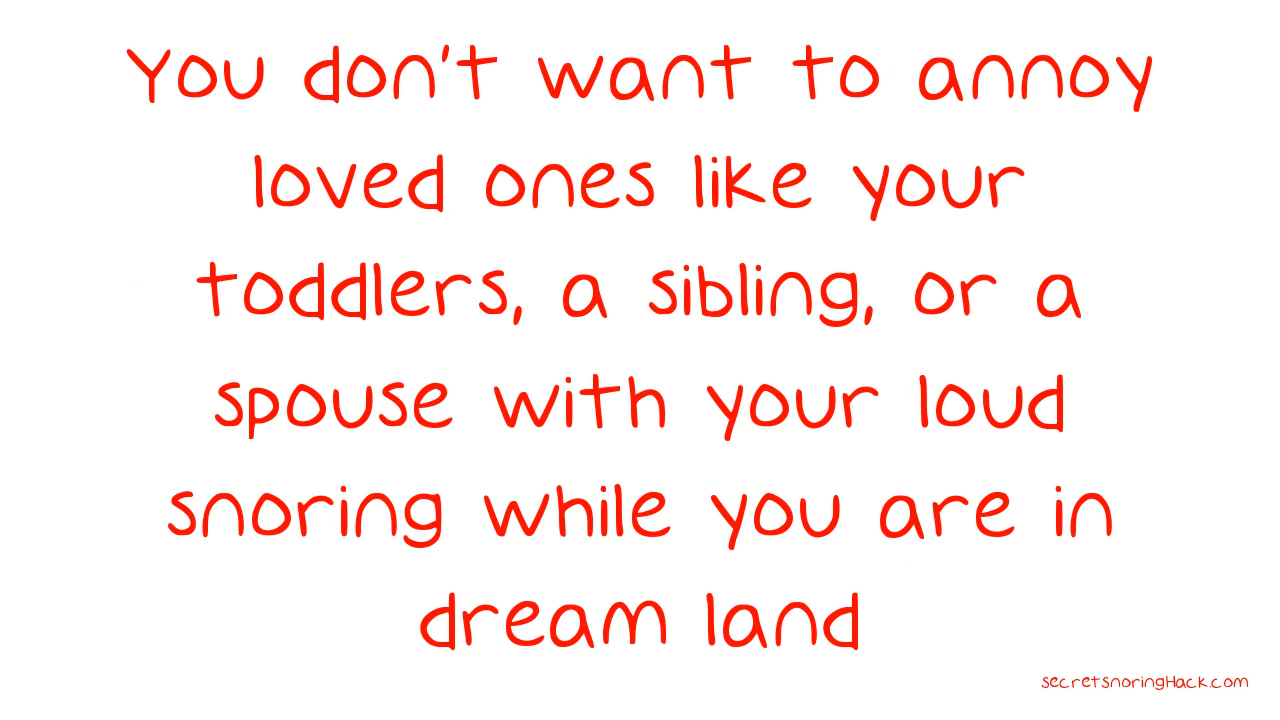 You don't want to annoy
loved ones like your
toddlers, a sibling, or a
spouse with your loud
snoring while you are in
dream land
secretsnoringHack.com